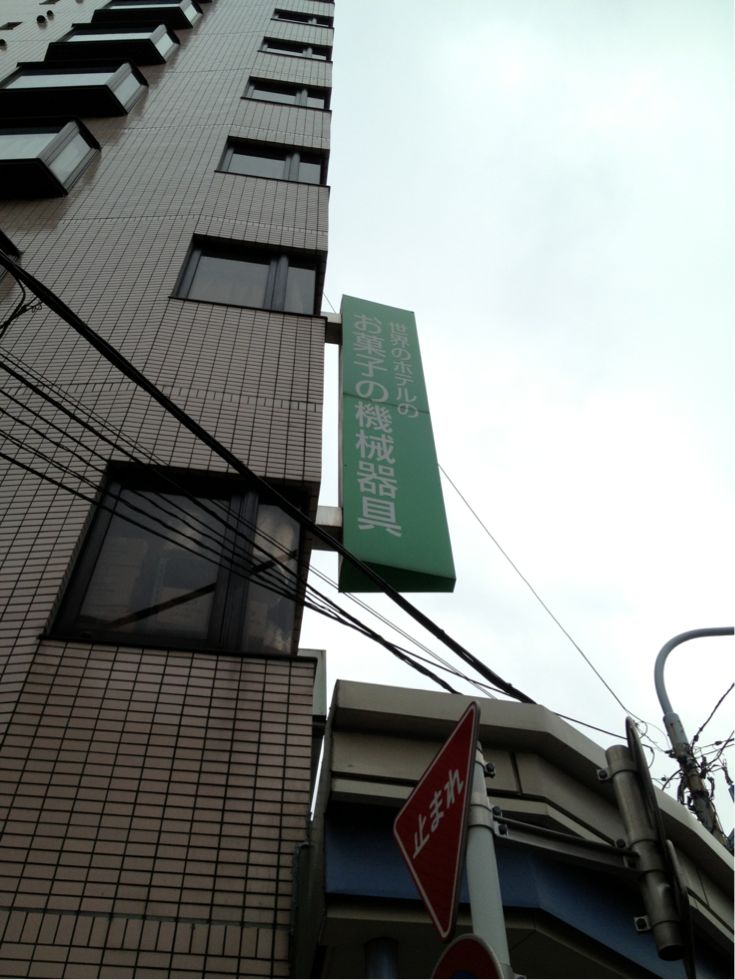 世界のホテルの
お菓子の機械器具
止まれ